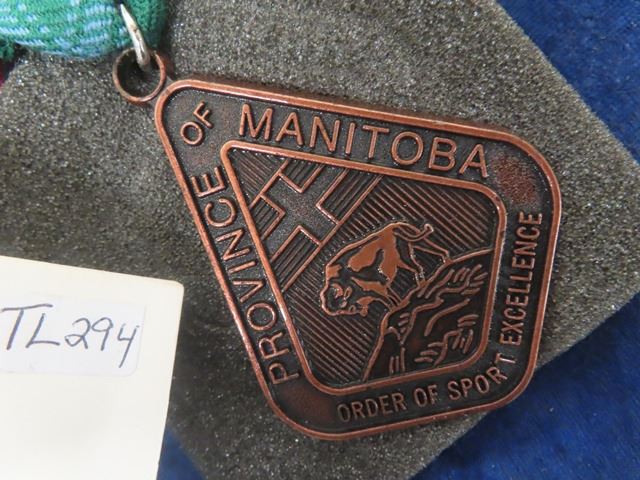 PROVINCE OF MANITOBA
ORDER OF SPORT EXCELLENCE
TL294